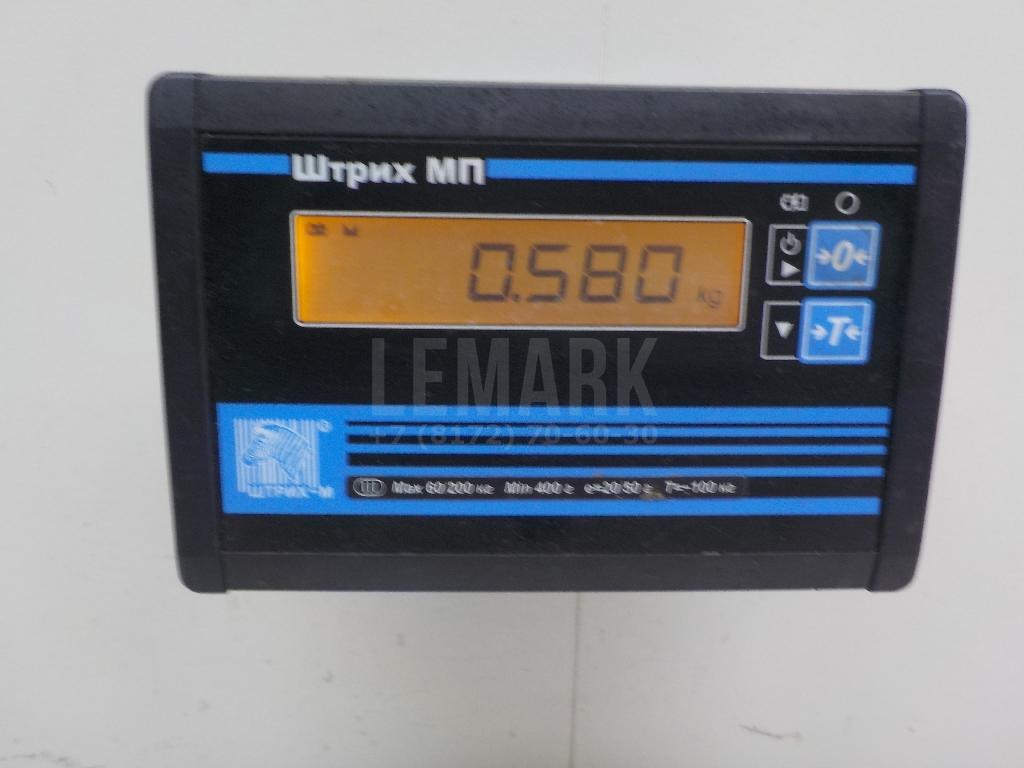 Штрих МП
0.580 kg
0
T
LEMARK
+7 (8172) 70-60-30
ШТРИХ-М
III Max 60/200 кг Min 400 г e=20/50 г T=-100 кг